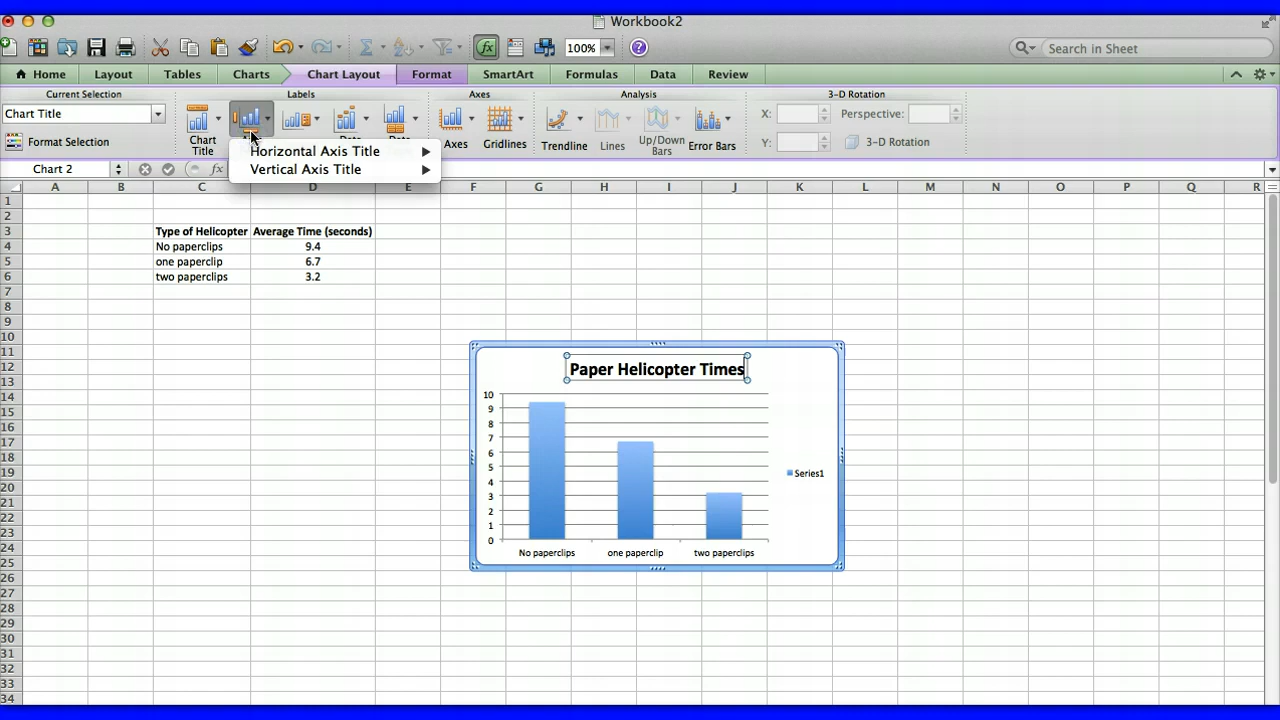 Workbook2
100%
Search in Sheet
Home Layout Tables Charts Chart Layout Format SmartArt Formulas Data Review
Current Selection Labels Axes Analysis 3-D Rotation
Chart Title
Format Selection
Chart
Title
Axes Gridlines Trendline Lines Up/Down
Bars Error Bars
X: Perspective:
Y: 3-D Rotation
Horizontal Axis Title
Vertical Axis Title
Chart 2 fx
A B C D E F G H I J K L M N O P Q R
1
2
3 Type of Helicopter Average Time (seconds)
4 No paperclips 9.4
5 one paperclip 6.7
6 two paperclips 3.2
7
8
9
10
11
12
13
14
15
16
17
18
19
20
21
22
23
24
25
26
27
28
29
30
31
32
33
34
Paper Helicopter Times
10
9
8
7
6
5
4
3
2
1
0
Series1
No paperclips one paperclip two paperclips